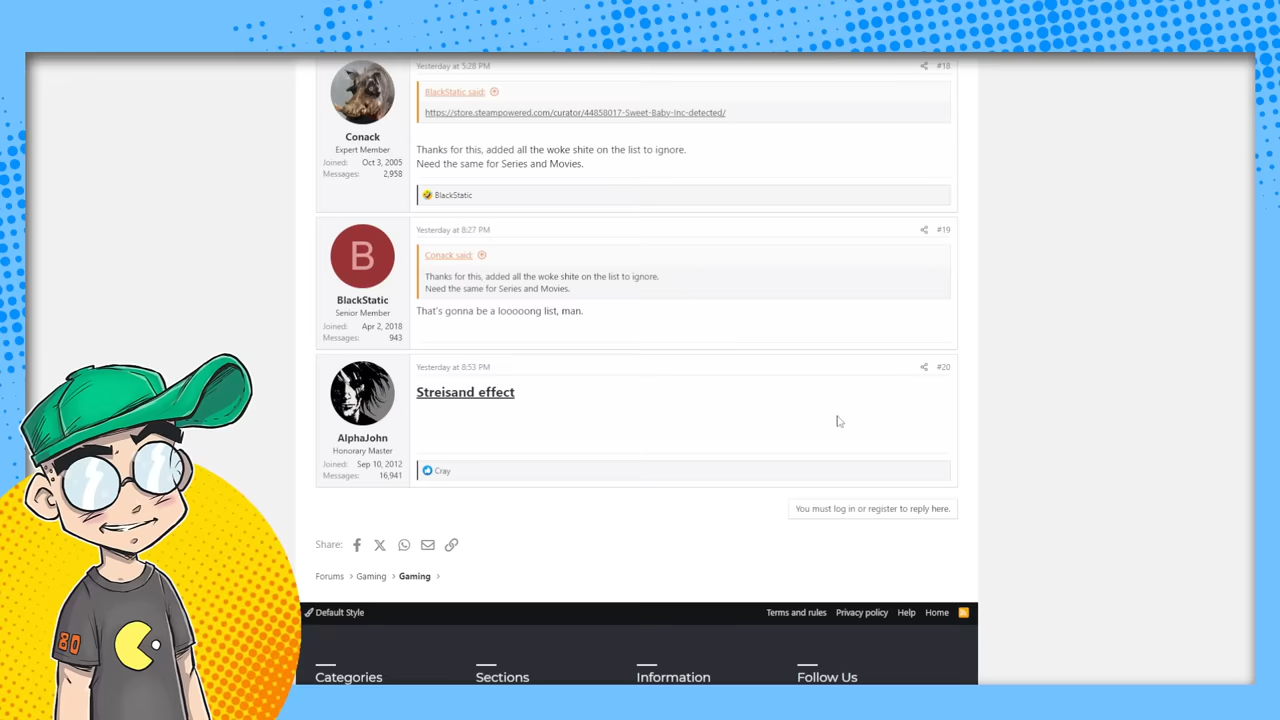 Yesterday at 5:28 PM
#18
BlackStatic said:
https://store.steampowered.com/curator/44858017-Sweet-Baby-Inc-detected/
Conack
Expert Member
Joined: Oct 3, 2005
Messages: 2,958
Thanks for this, added all the woke shite on the list to ignore.
Need the same for Series and Movies.
BlackStatic
Yesterday at 8:27 PM
#19
B
BlackStatic
Senior Member
Joined: Apr 2, 2018
Messages: 943
Conack said:
Thanks for this, added all the woke shite on the list to ignore.
Need the same for Series and Movies.
That's gonna be a looooong list, man.
Yesterday at 8:53 PM
#20
AlphaJohn
Honorary Master
Joined: Sep 10, 2012
Messages: 16,941
Streisand effect
Cray
You must log in or register to reply here.
Share:
Forums > Gaming > Gaming >
Default Style
Terms and rules Privacy policy Help Home
Categories Sections Information Follow Us
80